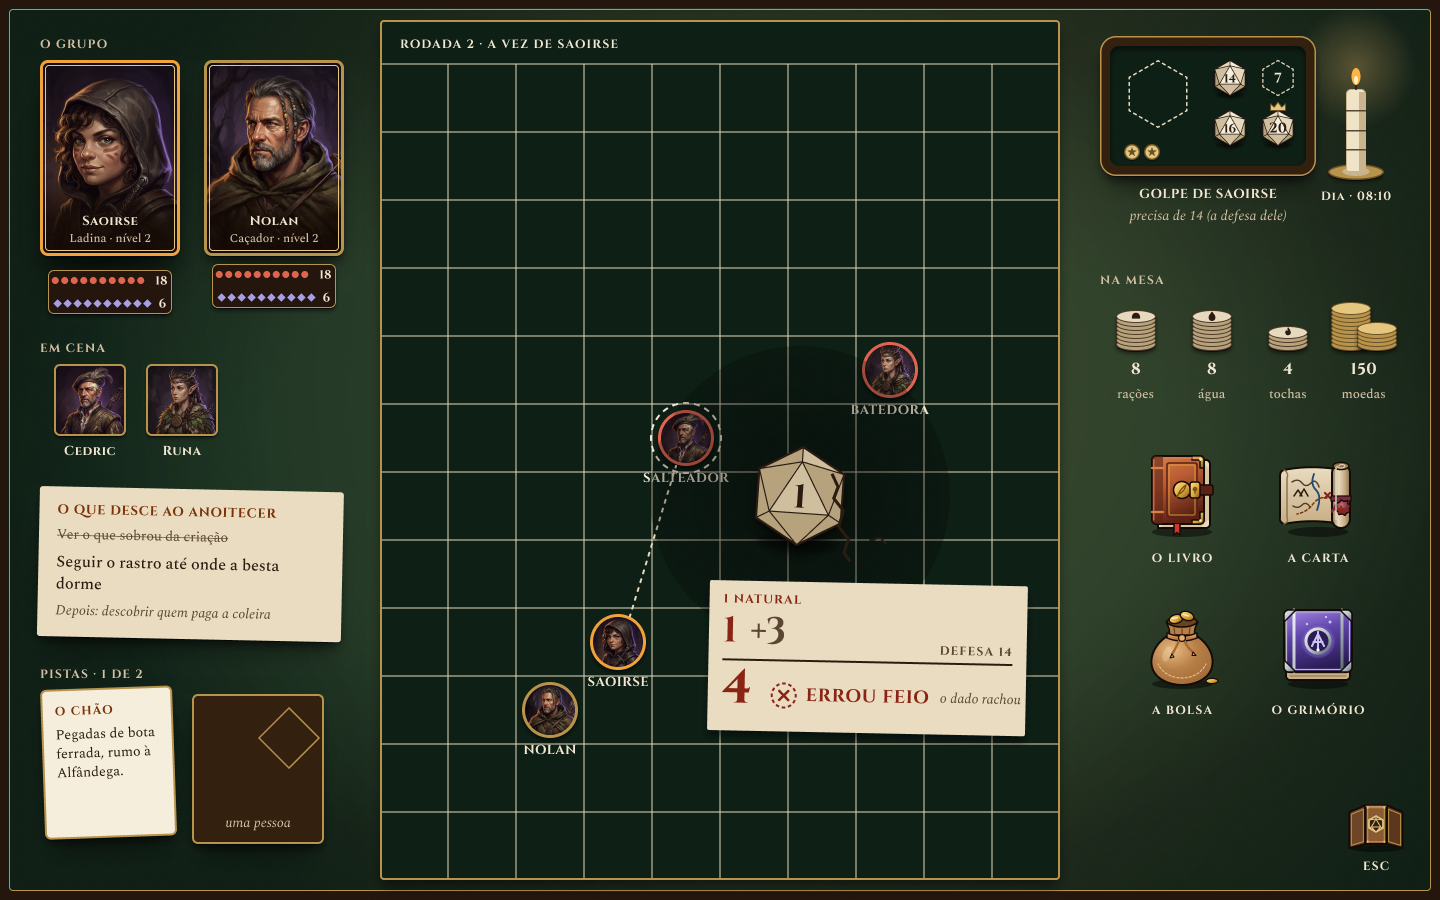 O GRUPO
SAOIRSE
Ladina · nível 2
18
6
NOLAN
Caçador · nível 2
18
6
EM CENA
CEDRIC
RUNA
O QUE DESCE AO ANOITECER
Ver o que sobrou da criação
Seguir o rastro até onde a besta
dorme
Depois: descobrir quem paga a coleira
PISTAS · 1 DE 2
O CHÃO
Pegadas de bota
ferrada, rumo à
Alfândega.
uma pessoa
RODADA 2 · A VEZ DE SAOIRSE
BATEDORA
SALTEADOR
1
SAOIRSE
NOLAN
1 NATURAL
1 +3
DEFESA 14
4 ERROU FEIO o dado rachou
14
7
16
20
GOLPE DE SAOIRSE
precisa de 14 (a defesa dele)
DIA · 08:10
NA MESA
8
rações
8
água
4
tochas
150
moedas
O LIVRO
A CARTA
A BOLSA
O GRIMÓRIO
ESC